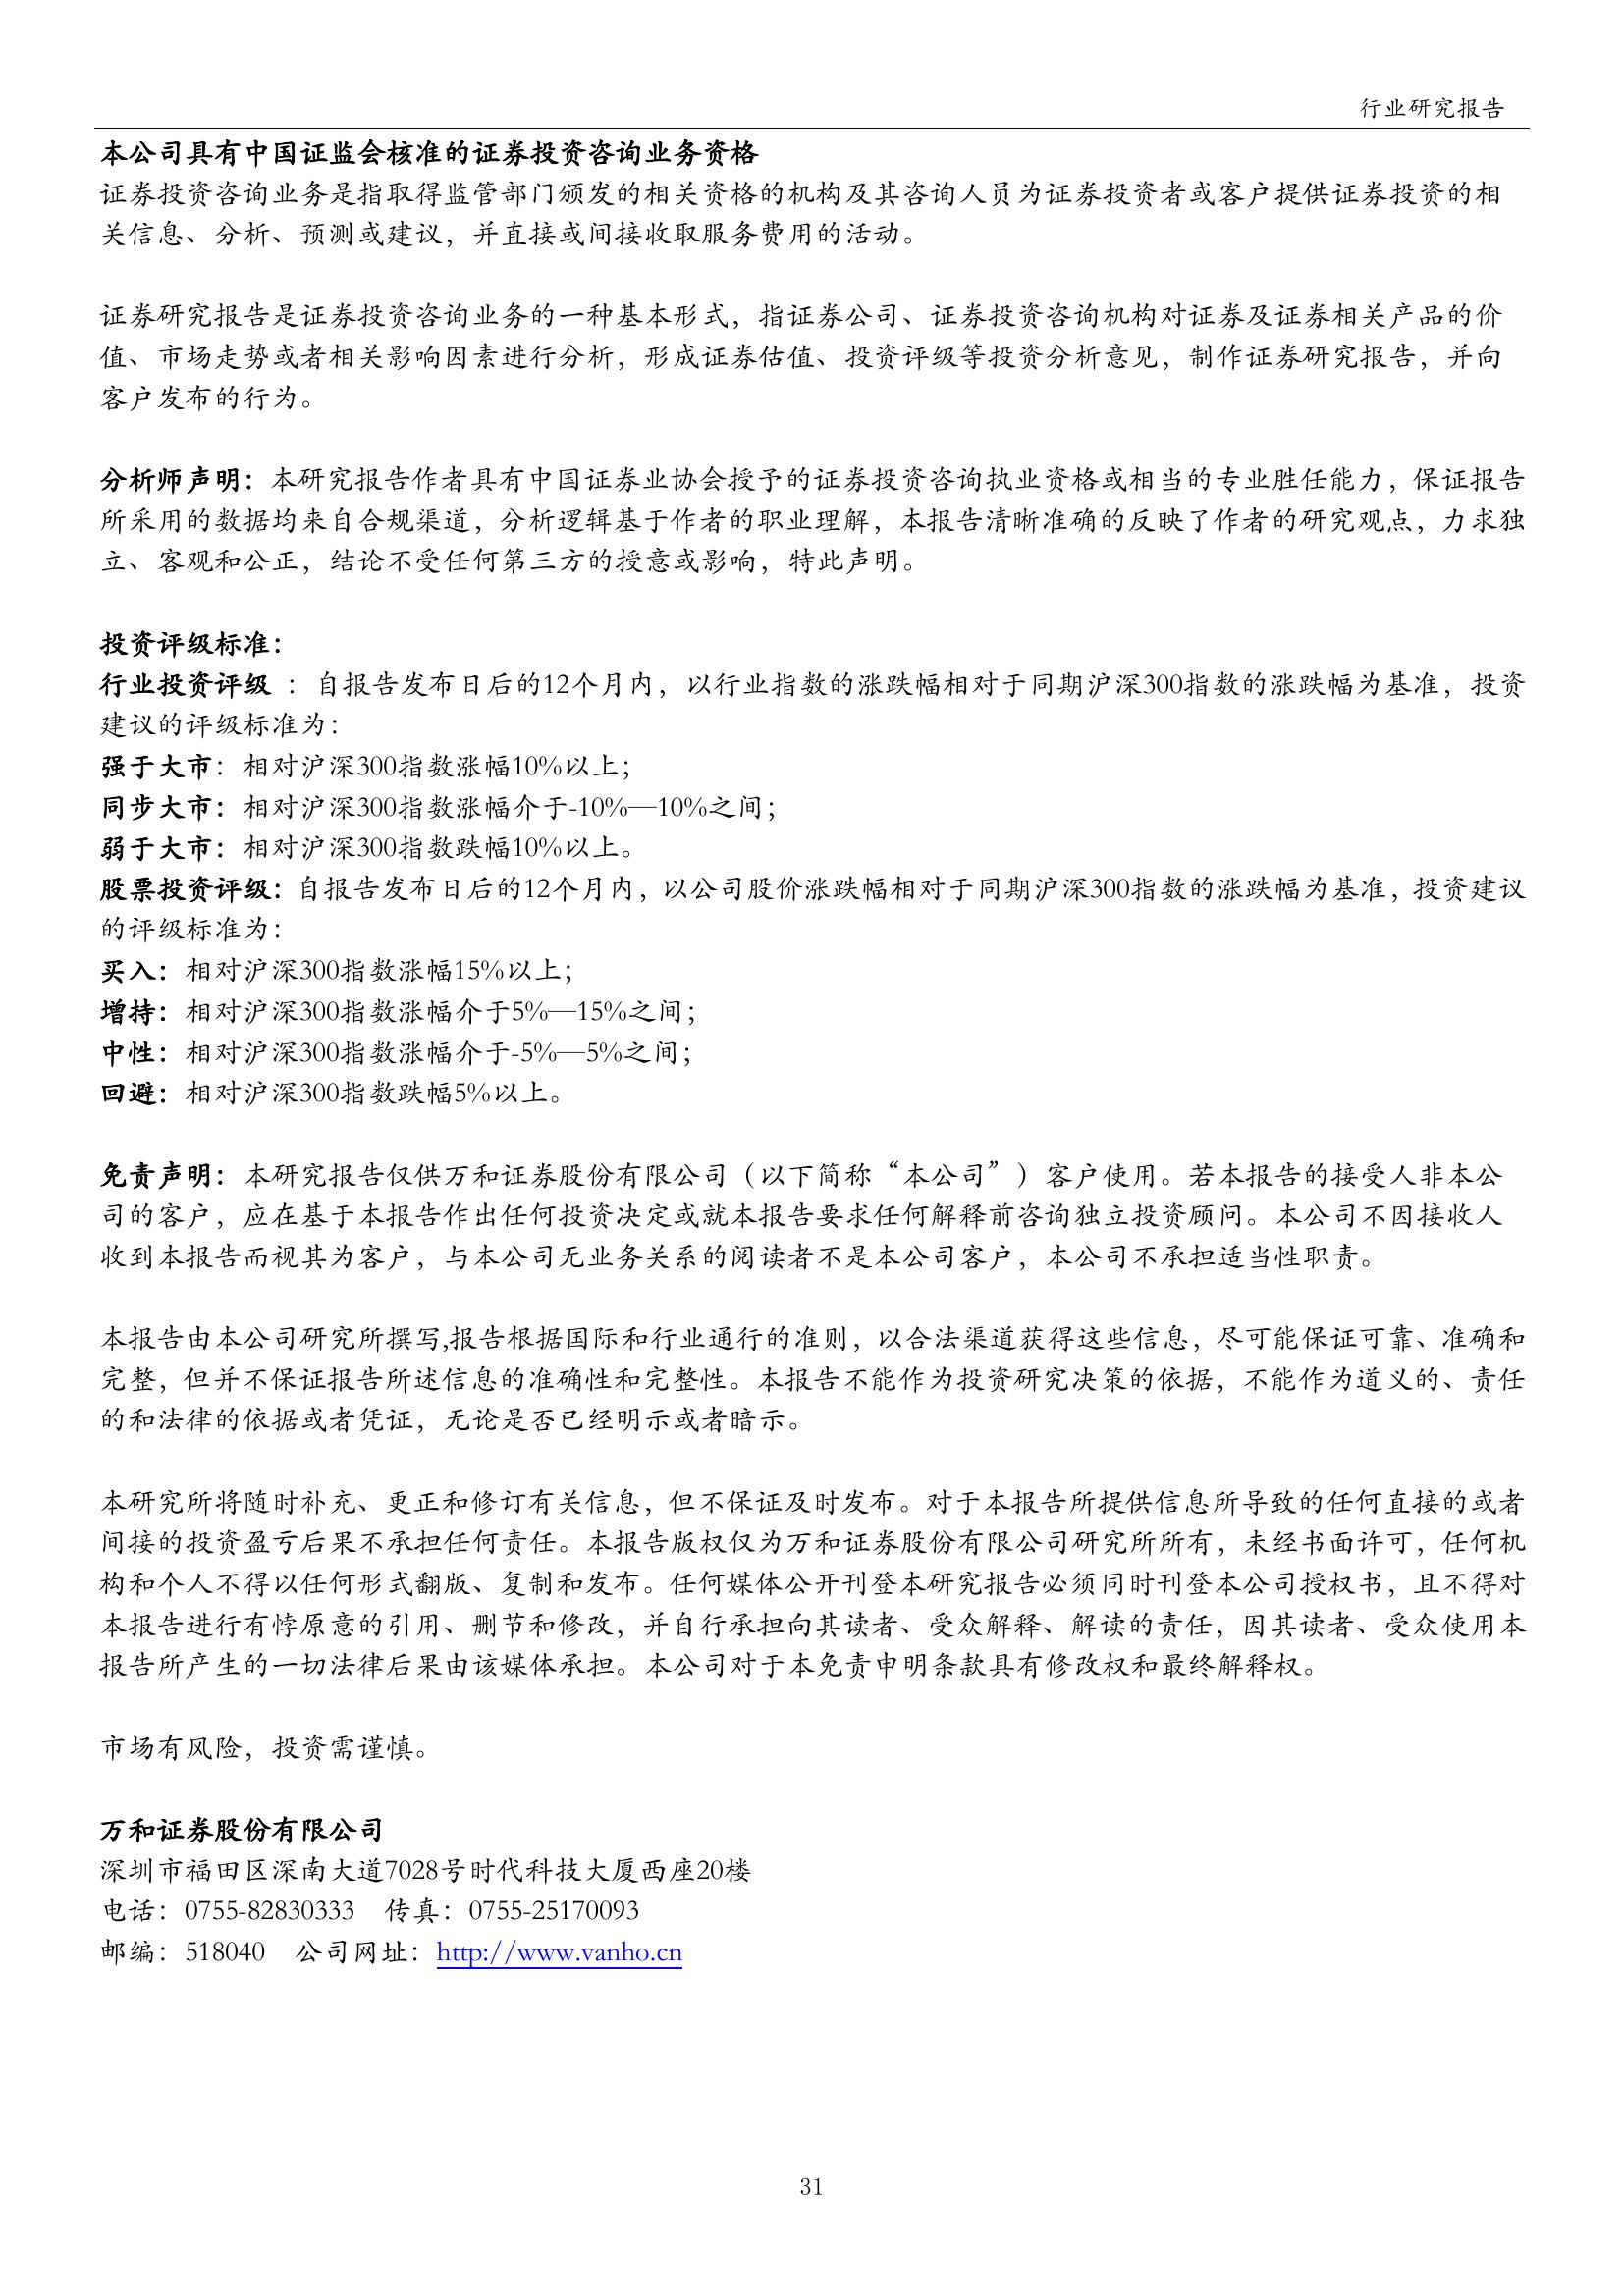 行业研究报告
本公司具有中国证监会核准的证券投资咨询业务资格
证券投资咨询业务是指取得监管部门颁发的相关资格的机构及其咨询人员为证券投资者或客户提供证券投资的相
关信息、分析、预测或建议，并直接或间接收取服务费用的活动。
证券研究报告是证券投资咨询业务的一种基本形式，指证券公司、证券投资咨询机构对证券及证券相关产品的价
值、市场走势或者相关影响因素进行分析，形成证券估值、投资评级等投资分析意见，制作证券研究报告，并向
客户发布的行为。
分析师声明：本研究报告作者具有中国证券业协会授予的证券投资咨询执业资格或相当的专业胜任能力，保证报告
所采用的数据均来自合规渠道，分析逻辑基于作者的职业理解，本报告清晰准确的反映了作者的研究观点，力求独
立、客观和公正，结论不受任何第三方的授意或影响，特此声明。
投资评级标准：
行业投资评级 ：自报告发布日后的12个月内，以行业指数的涨跌幅相对于同期沪深300指数的涨跌幅为基准，投资
建议的评级标准为：
强于大市：相对沪深300指数涨幅10%以上；
同步大市：相对沪深300指数涨幅介于-10%—10%之间；
弱于大市：相对沪深300指数跌幅10%以上。
股票投资评级：自报告发布日后的12个月内，以公司股价涨跌幅相对于同期沪深300指数的涨跌幅为基准，投资建议
的评级标准为：
买入：相对沪深300指数涨幅15%以上；
增持：相对沪深300指数涨幅介于5%—15%之间；
中性：相对沪深300指数涨幅介于-5%—5%之间；
回避：相对沪深300指数跌幅5%以上。
免责声明：本研究报告仅供万和证券股份有限公司（以下简称“本公司”）客户使用。若本报告的接受人非本公
司的客户，应在基于本报告作出任何投资决定或就本报告要求任何解释前咨询独立投资顾问。本公司不因接收人
收到本报告而视其为客户，与本公司无业务关系的阅读者不是本公司客户，本公司不承担适当性职责。
本报告由本公司研究所撰写,报告根据国际和行业通行的准则，以合法渠道获得这些信息，尽可能保证可靠、准确和
完整，但并不保证报告所述信息的准确性和完整性。本报告不能作为投资研究决策的依据，不能作为道义的、责任
的和法律的依据或者凭证，无论是否已经明示或者暗示。
本研究所将随时补充、更正和修订有关信息，但不保证及时发布。对于本报告所提供信息所导致的任何直接的或者
间接的投资盈亏后果不承担任何责任。本报告版权仅为万和证券股份有限公司研究所所有，未经书面许可，任何机
构和个人不得以任何形式翻版、复制和发布。任何媒体公开刊登本研究报告必须同时刊登本公司授权书，且不得对
本报告进行有悖原意的引用、删节和修改，并自行承担向其读者、受众解释、解读的责任，因其读者、受众使用本
报告所产生的一切法律后果由该媒体承担。本公司对于本免责申明条款具有修改权和最终解释权。
市场有风险，投资需谨慎。
万和证券股份有限公司
深圳市福田区深南大道7028号时代科技大厦西座20楼
电话：0755-82830333 传真：0755-25170093
邮编：518040 公司网址：http://www.vanho.cn
31